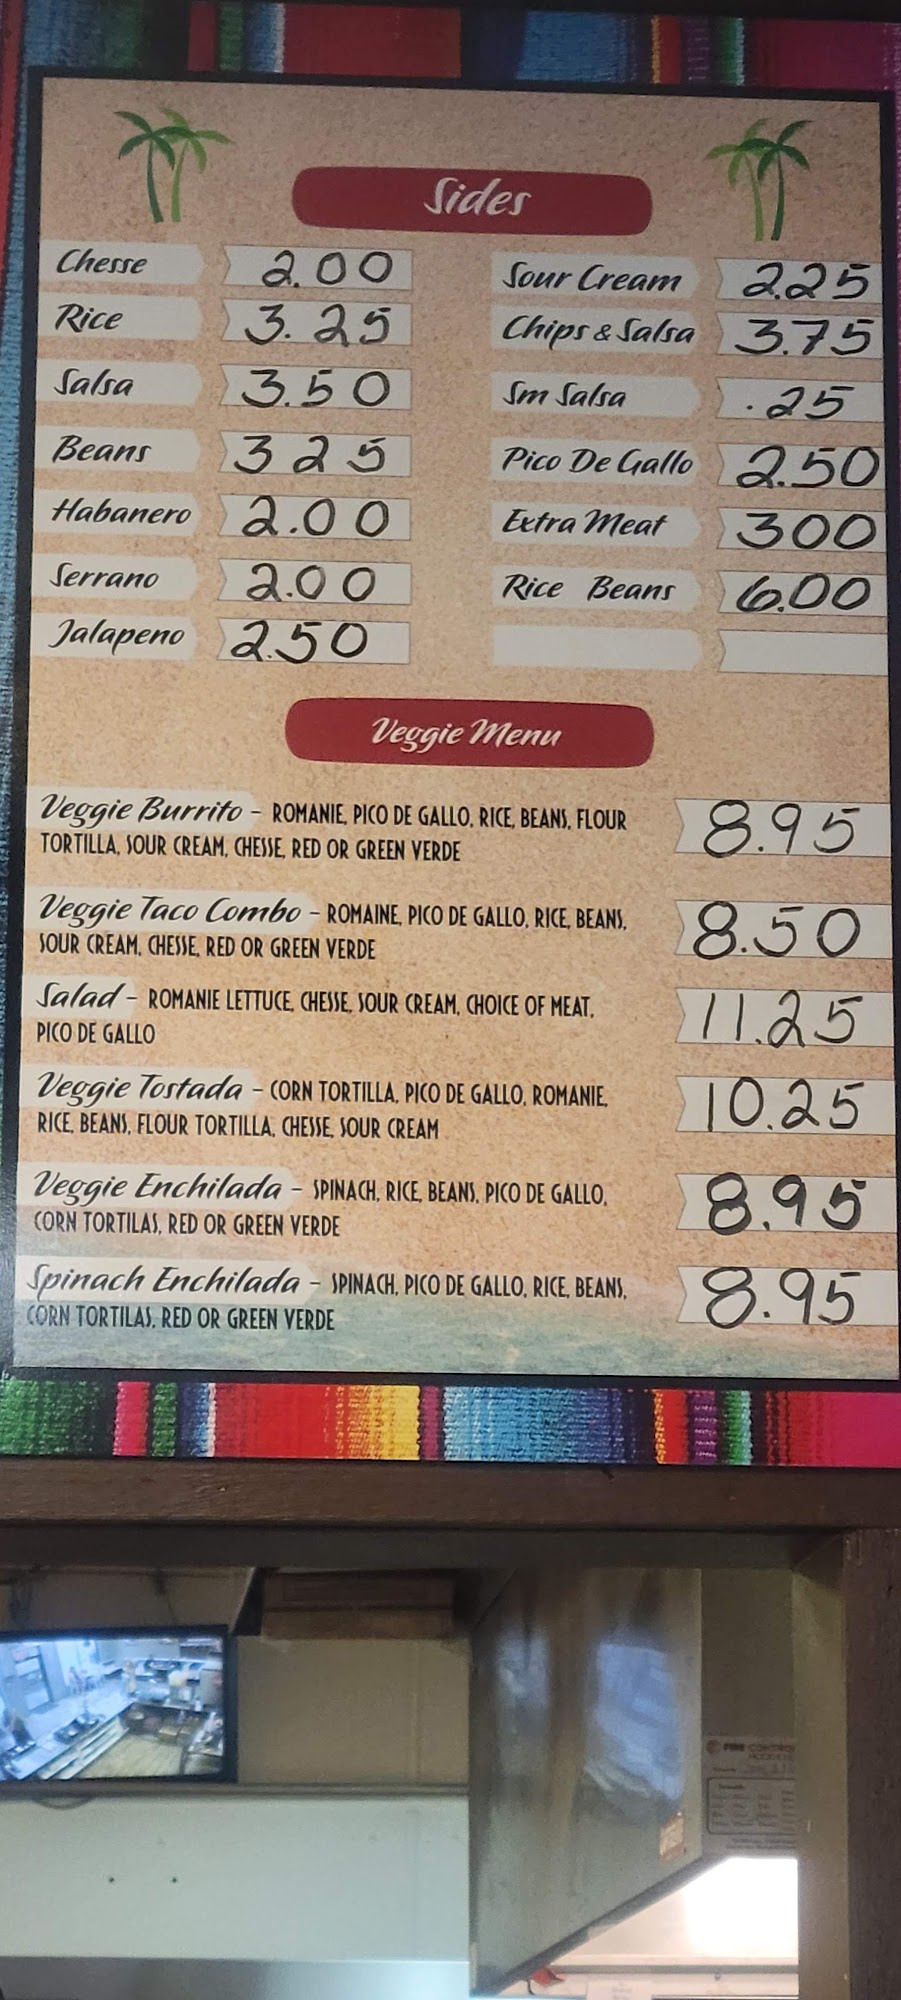 Sides
Chesse 2.00
Rice 3.25
Salsa 3.50
Beans 3 25
Habanero 2.00
Serrano 2.00
Jalapeno 2.50
Sour Cream 2.25
Chips & Salsa 3.75
Sm Salsa .25
Pico De Gallo 2.50
Extra Meat 300
Rice Beans 6.00
Veggie Menu
Veggie Burrito - ROMANIE, PICO DE GALLO, RICE, BEANS, FLOUR 8.95
TORTILLA, SOUR CREAM, CHESSE, RED OR GREEN VERDE
Veggie Taco Combo - ROMAINE, PICO DE GALLO, RICE, BEANS, 8.50
SOUR CREAM, CHESSE, RED OR GREEN VERDE
Salad - ROMANIE LETTUCE, CHESSE, SOUR CREAM, CHOICE OF MEAT, 11.25
PICO DE GALLO
Veggie Tostada - CORN TORTILLA, PICO DE GALLO, ROMANIE, 10.25
RICE, BEANS, FLOUR TORTILLA, CHESSE, SOUR CREAM
Veggie Enchilada - SPINACH, RICE, BEANS, PICO DE GALLO, 8.95
CORN TORTILAS, RED OR GREEN VERDE
Spinach Enchilada - SPINACH, PICO DE GALLO, RICE, BEANS, 8.95
CORN TORTILAS, RED OR GREEN VERDE